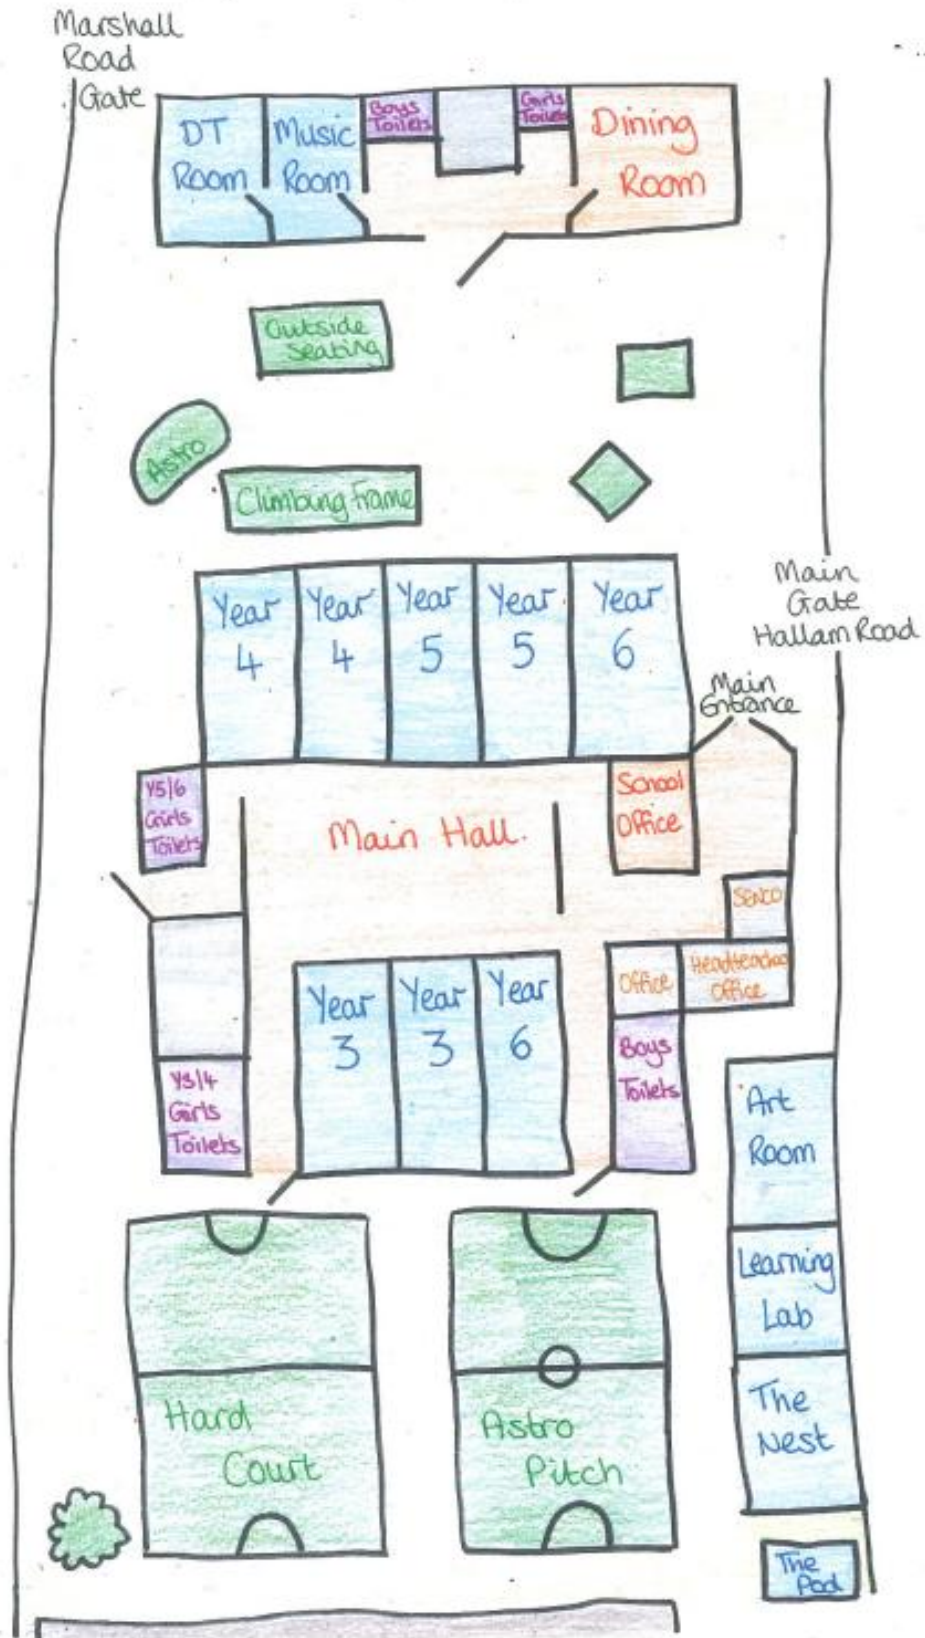 Marshall
Road
Gate
DT
Room
Music
Room
Boys
Toilets
Girls
Toilets
Dining
Room
Outside
Seating
Astro
Climbing Frame
Year
4
Year
4
Year
5
Year
5
Year
6
Main
Gate
Hallam Road
Main
Entrance
Y5/6
Girls
Toilets
Main Hall.
School
Office
SENCO
Office
Headteacher
Office
Year
3
Year
3
Year
6
Boys
Toilets
Y3/4
Girls
Toilets
Art
Room
Learning
Lab
The
Nest
Hard
Court
Astro
Pitch
The
Pod